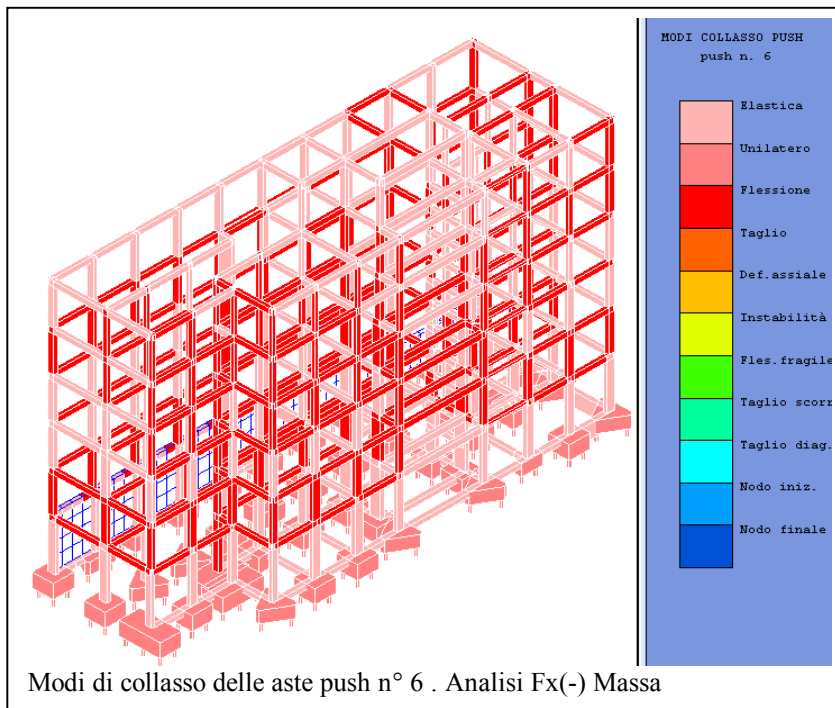 MODI COLLASSO PUSH
push n. 6
Elastica
Unilatero
Flessione
Taglio
Def.assiale
Instabilità
Fles.fragile
Taglio scorr
Taglio diag.
Nodo iniz.
Nodo finale
Modi di collasso delle aste push n° 6 . Analisi Fx(-) Massa